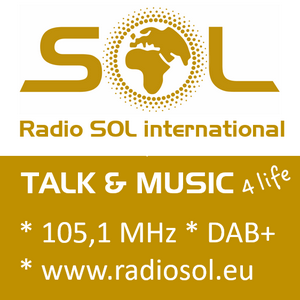 SOL
Radio SOL international
TALK & MUSIC 4 life
* 105,1 MHz * DAB+
* www.radiosol.eu